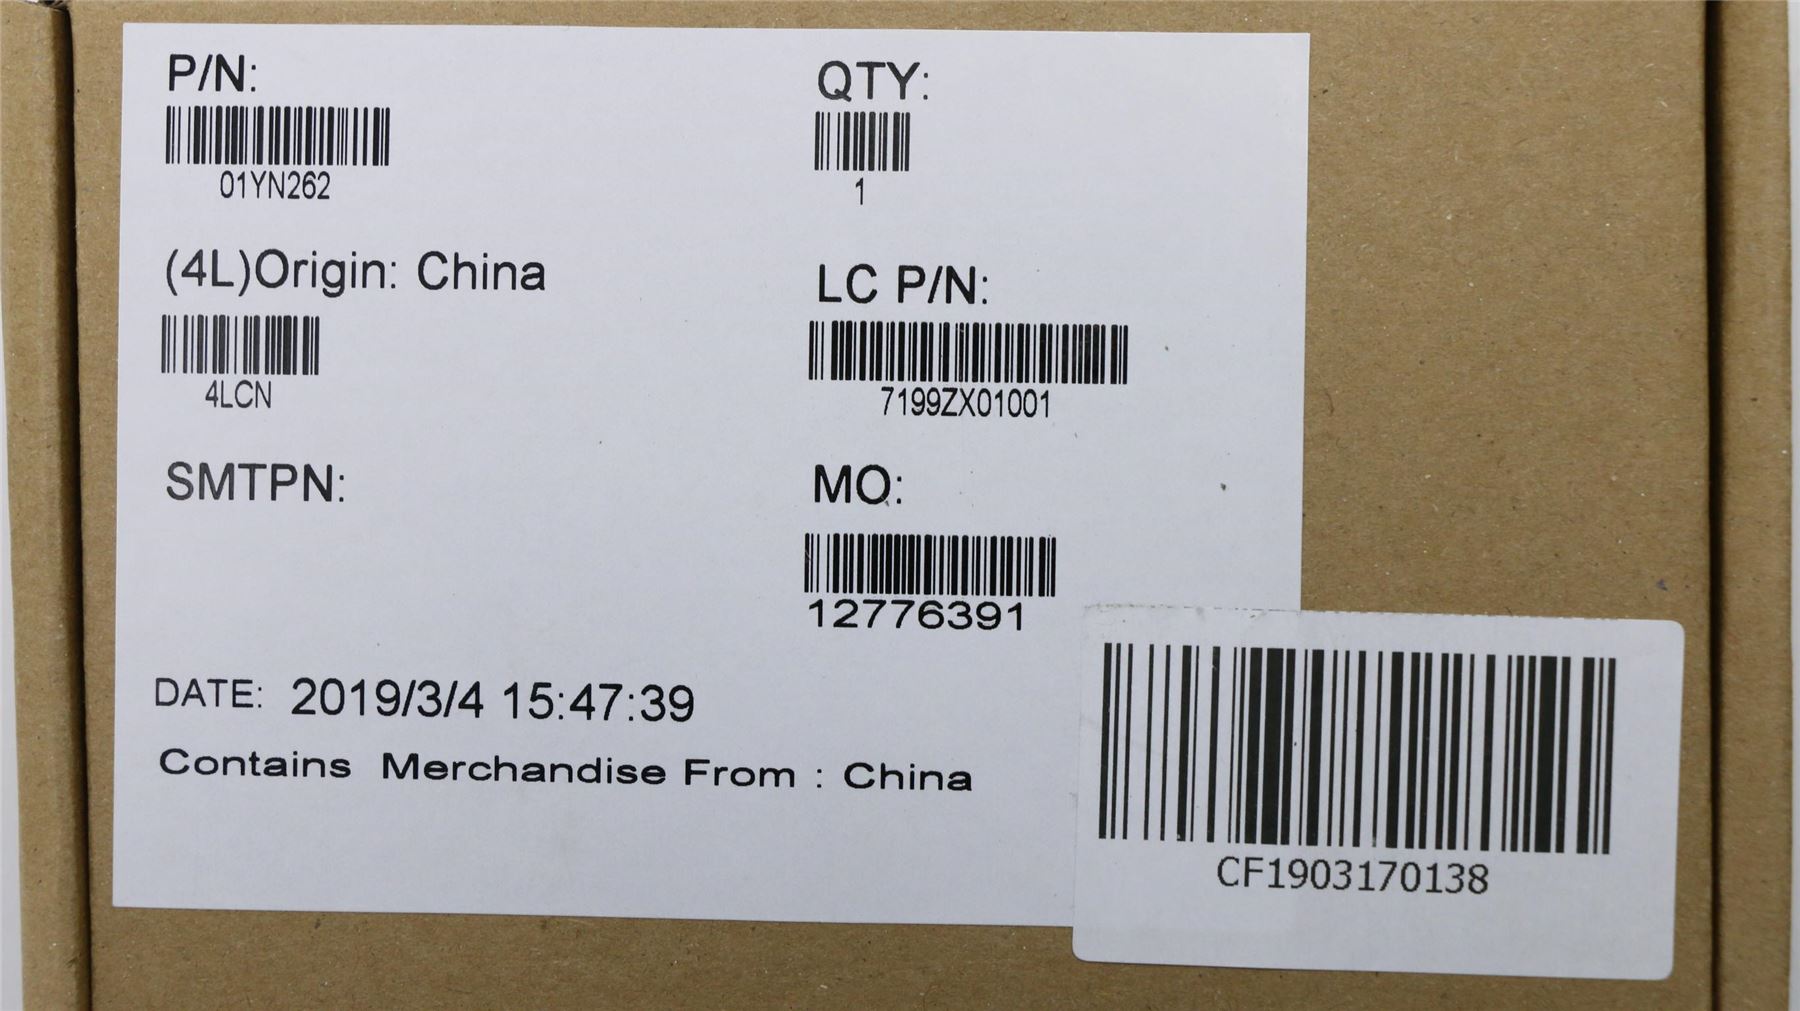 P/N:
01YN262
QTY:
1
(4L)Origin: China
4LCN
LC P/N:
7199ZX01001
SMTPN:
MO:
12776391
DATE: 2019/3/4 15:47:39
Contains Merchandise From : China
CF1903170138